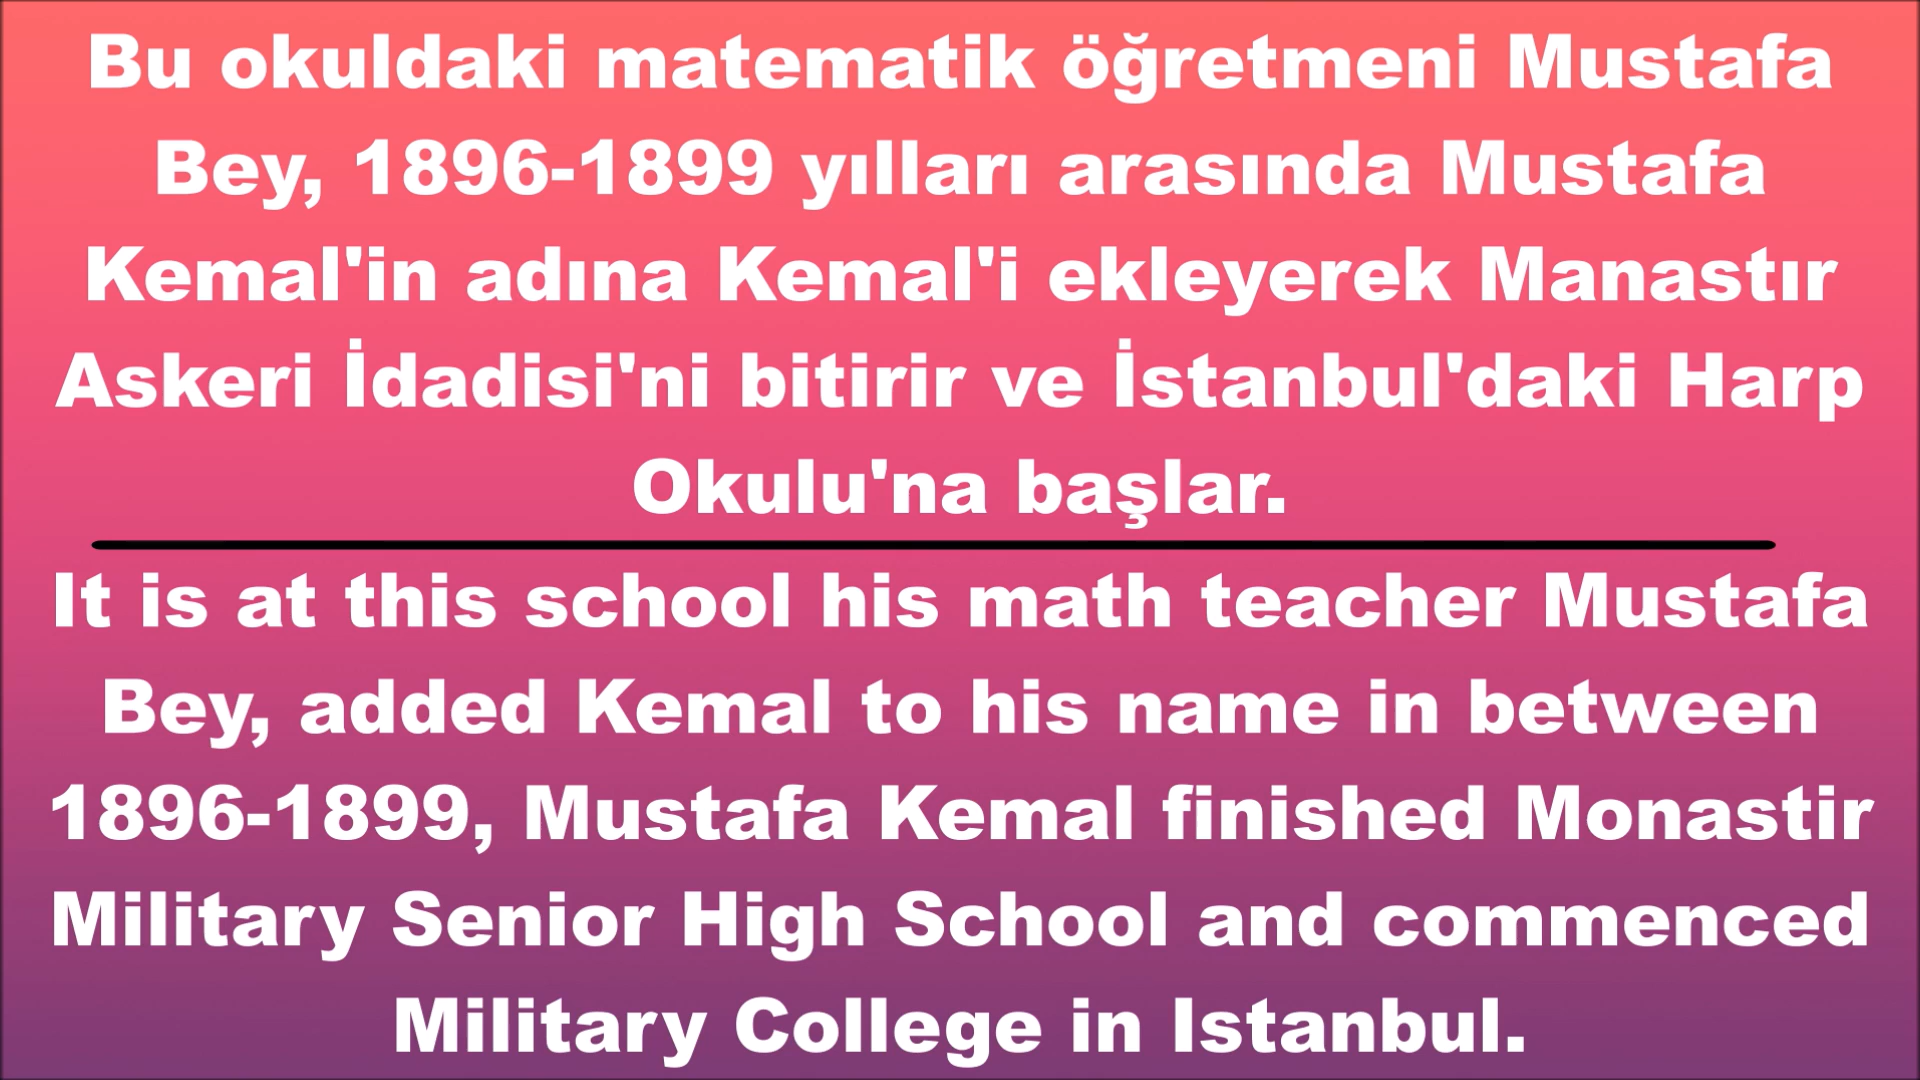 Bu okuldaki matematik öğretmeni Mustafa
Bey, 1896-1899 yılları arasında Mustafa
Kemal'in adına Kemal'i ekleyerek Manastır
Askeri İdadisi'ni bitirir ve İstanbul'daki Harp
Okulu'na başlar.
It is at this school his math teacher Mustafa
Bey, added Kemal to his name in between
1896-1899, Mustafa Kemal finished Monastir
Military Senior High School and commenced
Military College in Istanbul.